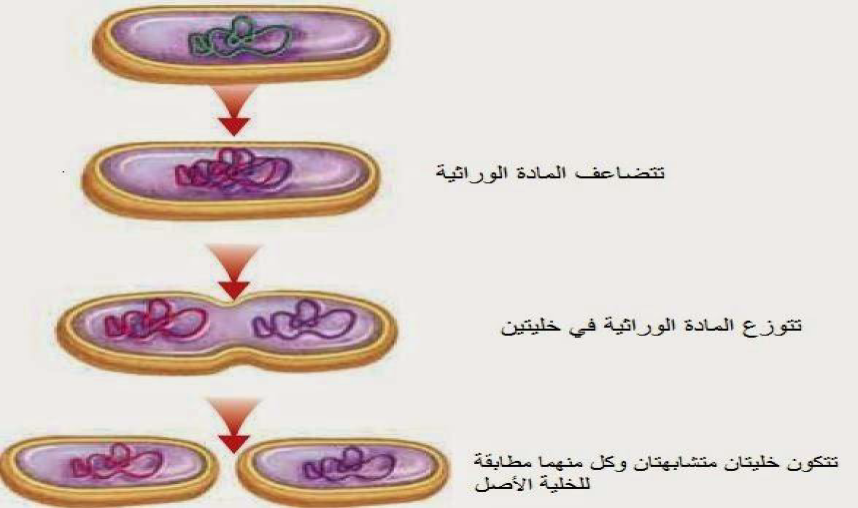 تتضاعف المادة الوراثية
تتوزع المادة الوراثية في خليتين
تتكون خليتان متشابهتان وكل منهما مطابقة
للخلية الأصل